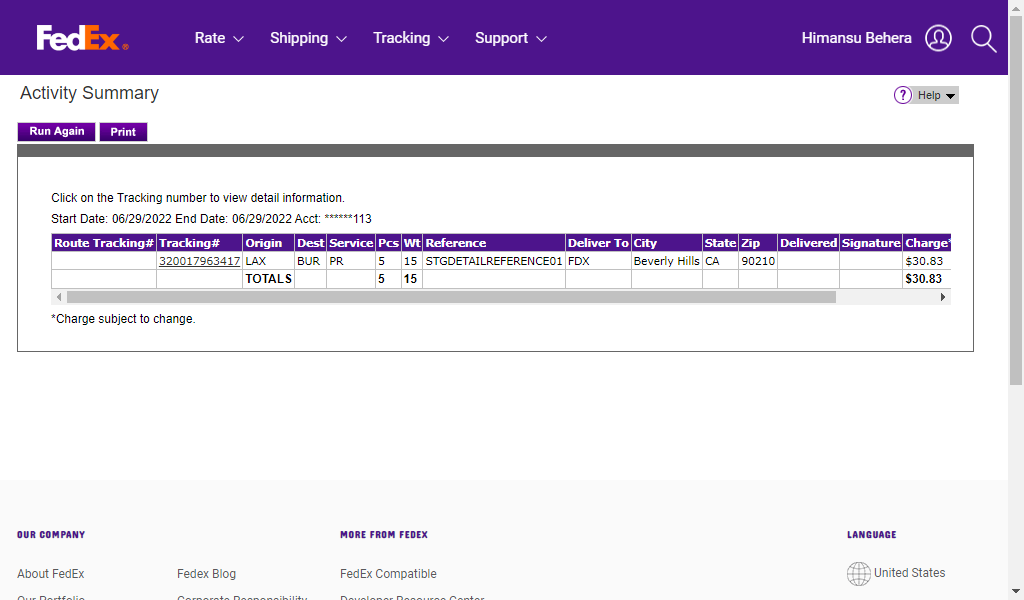 FedEx® Rate Shipping Tracking Support Himansu Behera
Activity Summary
? Help
Run Again Print
Click on the Tracking number to view detail information.
Start Date: 06/29/2022 End Date: 06/29/2022 Acct: ******113
Route Tracking# Tracking# Origin Dest Service Pcs Wt Reference Deliver To City State Zip Delivered Signature Charge*
320017963417 LAX BUR PR 5 15 STGDETAILREFERENCE01 FDX Beverly Hills CA 90210 $30.83
TOTALS 5 15 $30.83
*Charge subject to change.
OUR COMPANY MORE FROM FEDEX LANGUAGE
About FedEx Fedex Blog FedEx Compatible United States
Our Portfolio Corporate Responsibility Developer Resource Center